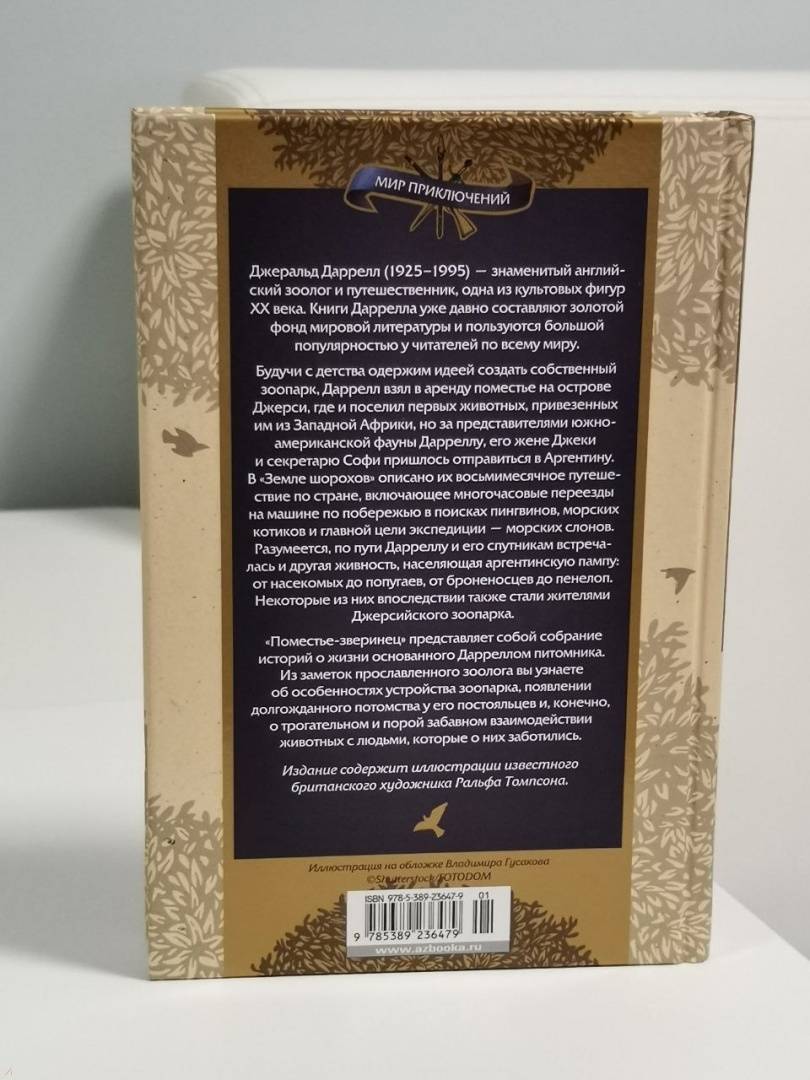 МИР ПРИКЛЮЧЕНИЙ
Джеральд Даррелл (1925–1995) — знаменитый англий-
ский зоолог и путешественник, одна из культовых фигур
XX века. Книги Даррелла уже давно составляют золотой
фонд мировой литературы и пользуются большой
популярностью у читателей по всему миру.
Будучи с детства одержим идеей создать собственный
зоопарк, Даррелл взял в аренду поместье на острове
Джерси, где и поселил первых животных, привезенных
им из Западной Африки, но за представителями южно-
американской фауны Дарреллу, его жене Джеки
и секретарю Софи пришлось отправиться в Аргентину.
В «Земле шорохов» описано их восьмимесячное путеше-
ствие по стране, включающее многочасовые переезды
на машине по побережью в поисках пингвинов, морских
котиков и главной цели экспедиции — морских слонов.
Разумеется, по пути Дарреллу и его спутникам встреча-
лась и другая живность, населяющая аргентинскую пампу:
от насекомых до попугаев, от броненосцев до пенелоп.
Некоторые из них впоследствии также стали жителями
Джерсийского зоопарка.
«Поместье-зверинец» представляет собой собрание
историй о жизни основанного Дарреллом питомника.
Из заметок прославленного зоолога вы узнаете
об особенностях устройства зоопарка, появлении
долгожданного потомства у его постояльцев и, конечно,
о трогательном и порой забавном взаимодействии
животных с людьми, которые о них заботились.
Издание содержит иллюстрации известного
британского художника Ральфа Томпсона.
Иллюстрация на обложке Владимира Гусакова
©Shutterstock/FOTODOM
ISBN 978-5-389-23647-9 01
9 785389 236479
www.azbooka.ru